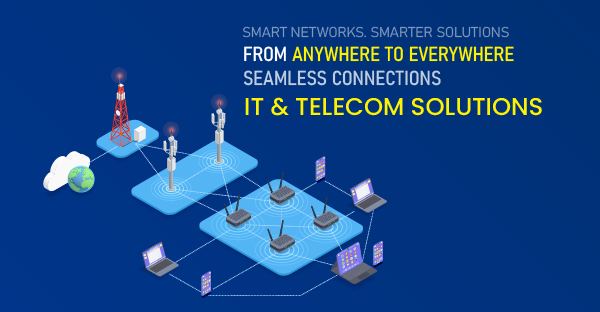 SMART NETWORKS. SMARTER SOLUTIONS
FROM ANYWHERE TO EVERYWHERE
SEAMLESS CONNECTIONS
IT & TELECOM SOLUTIONS